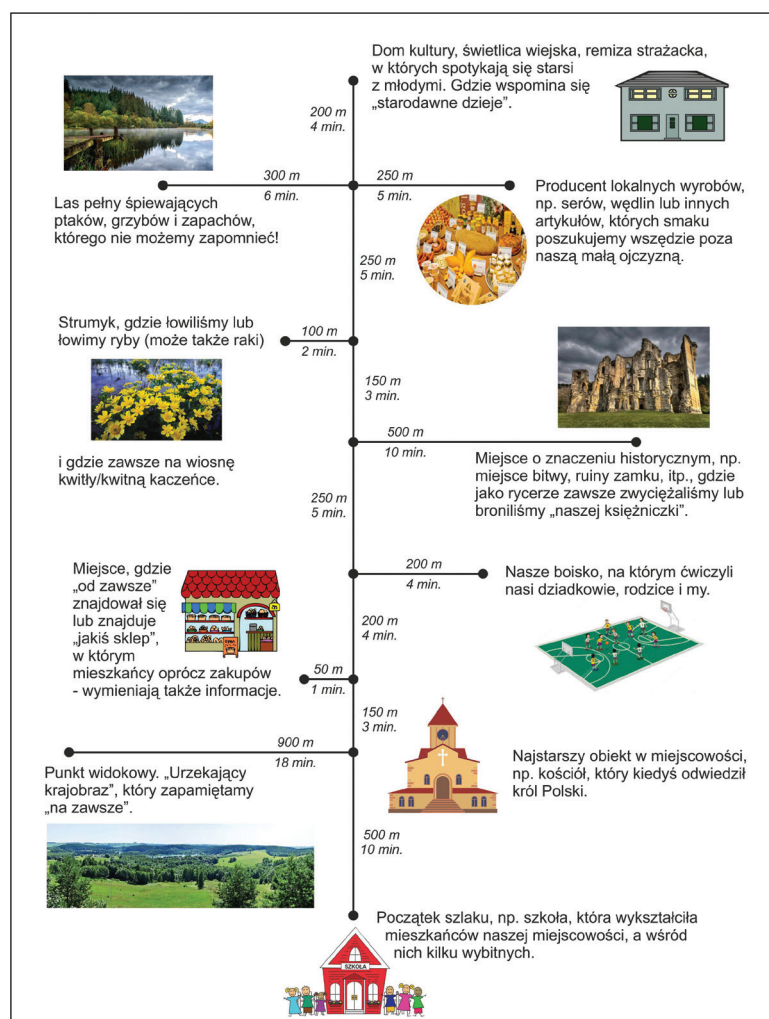 Dom kultury, świetlica wiejska, remiza strażacka,
w których spotykają się starsi
z młodymi. Gdzie wspomina się
„starodawne dzieje”.
200 m
4 min.
300 m
6 min.
250 m
5 min.
Las pełny śpiewających
ptaków, grzybów i zapachów,
którego nie możemy zapomnieć!
Producent lokalnych wyrobów,
np. serów, wędlin lub innych
artykułów, których smaku
poszukujemy wszędzie poza
naszą małą ojczyzną.
250 m
5 min.
Strumyk, gdzie łowiliśmy lub
łowimy ryby (może także raki)
100 m
2 min.
i gdzie zawsze na wiosnę
kwitły/kwitną kaczeńce.
150 m
3 min.
500 m
10 min.
Miejsce o znaczeniu historycznym, np.
miejsce bitwy, ruiny zamku, itp., gdzie
jako rycerze zawsze zwyciężaliśmy lub
broniliśmy „naszej księżniczki”.
250 m
5 min.
200 m
4 min.
Nasze boisko, na którym ćwiczyli
nasi dziadkowie, rodzice i my.
Miejsce, gdzie
„od zawsze”
znajdował się
lub znajduje
„jakiś sklep”,
w którym
mieszkańcy oprócz zakupów
- wymieniają także informacje.
200 m
4 min.
50 m
1 min.
150 m
3 min.
900 m
18 min.
Najstarszy obiekt w miejscowości,
np. kościół, który kiedyś odwiedził
król Polski.
Punkt widokowy. „Urzekający
krajobraz”, który zapamiętamy
„na zawsze”.
500 m
10 min.
Początek szlaku, np. szkoła, która wykształciła
mieszkańców naszej miejscowości, a wśród
nich kilku wybitnych.
SZKOŁA